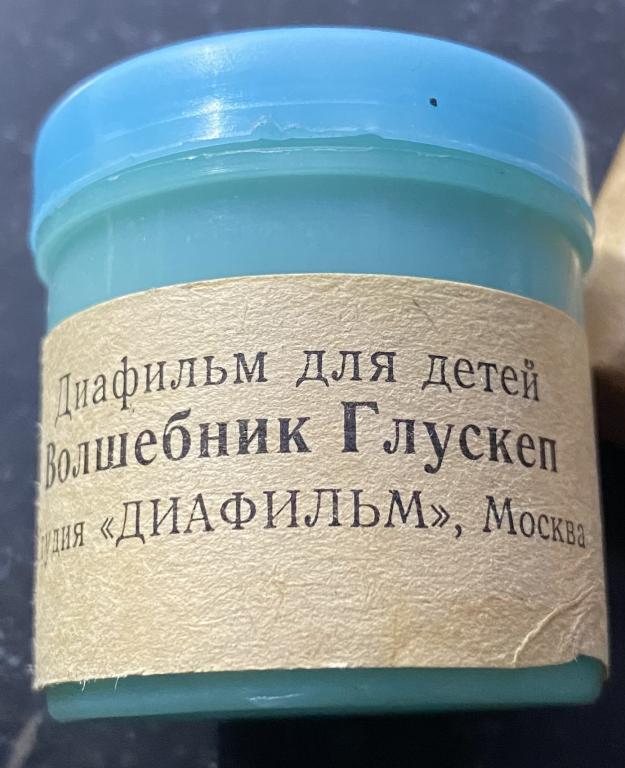 Диафильм для детей
Волшебник Глускеп
«ДИАФИЛЬМ», Москва